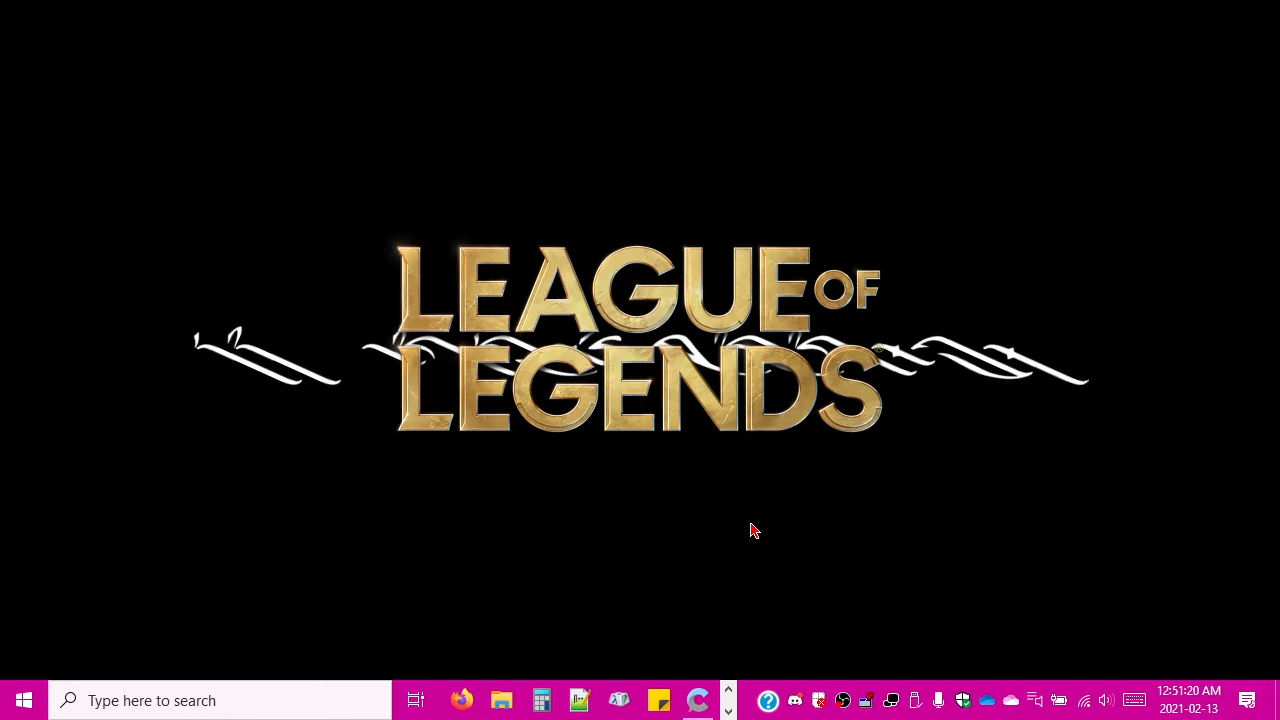 LEAGUE OF
LEGENDS
Type here to search
12:51:20 AM
2021-02-13